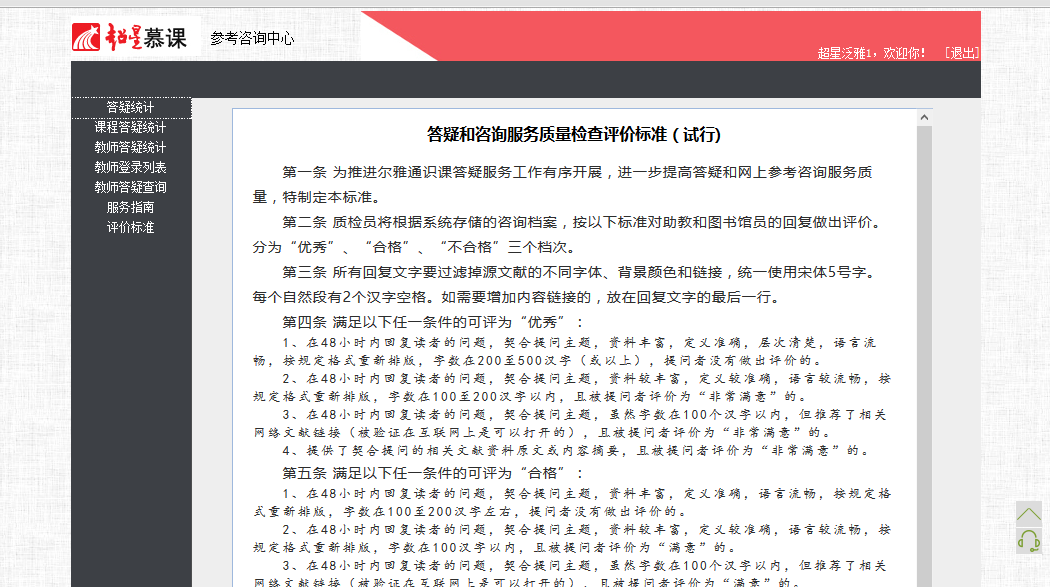 超星慕课
参考咨询中心
超星泛雅1，欢迎你！ [退出]
答疑统计
课程答疑统计
教师答疑统计
教师登录列表
教师答疑查询
服务指南
评价标准
答疑和咨询服务质量检查评价标准（试行)
第一条 为推进尔雅通识课答疑服务工作有序开展，进一步提高答疑和网上参考咨询服务质
量，特制定本标准。
第二条 质检员将根据系统存储的咨询档案，按以下标准对助教和图书馆员的回复做出评价。
分为“优秀”、“合格”、“不合格”三个档次。
第三条 所有回复文字要过滤掉源文献的不同字体、背景颜色和链接，统一使用宋体5号字。
每个自然段有2个汉字空格。如需要增加内容链接的，放在回复文字的最后一行。
第四条 满足以下任一条件的可评为“优秀”：
1、在48小时内回复读者的问题，契合提问主题，资料丰富，定义准确，层次清楚，语言流
畅，按规定格式重新排版，字数在200至500汉字（或以上），提问者没有做出评价的。
2、在48小时内回复读者的问题，契合提问主题，资料较丰富，定义较准确，语言较流畅，按
规定格式重新排版，字数在100至200汉字以内，且被提问者评价为“非常满意”的。
3、在48小时内回复读者的问题，契合提问主题，虽然字数在100个汉字以内，但推荐了相关
网络文献链接（被验证在互联网上是可以打开的），且被提问者评价为“非常满意”的。
4、提供了契合提问的相关文献资料原文或内容摘要，且被提问者评价为“非常满意”的。
第五条 满足以下任一条件的可评为“合格”：
1、在48小时内回复读者的问题，契合提问主题，资料丰富，定义准确，语言流畅，按规定格
式重新排版，字数在100至200汉字左右，提问者没有做出评价的。
2、在48小时内回复读者的问题，契合提问主题，资料较丰富，定义较准确，语言较流畅，按
规定格式重新排版，字数在100汉字以内，且被提问者评价为“满意”的。
3、在48小时内回复读者的问题，契合提问主题，虽然字数在100个汉字以内，但推荐了相关
网络文献链接（被验证在互联网上是可以打开的），且被提问者评价为“满意”的。